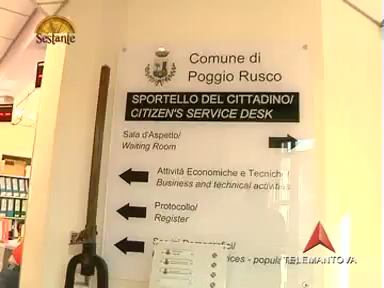 Sestante
Comune di
Poggio Rusco
SPORTELLO DEL CITTADINO/
CITIZEN'S SERVICE DESK
Sala d'Aspetto/
Waiting Room
Attività Economiche e Tecniche/
Business and technical activities
Protocollo/
Register
- popula
TELEMANTOVA